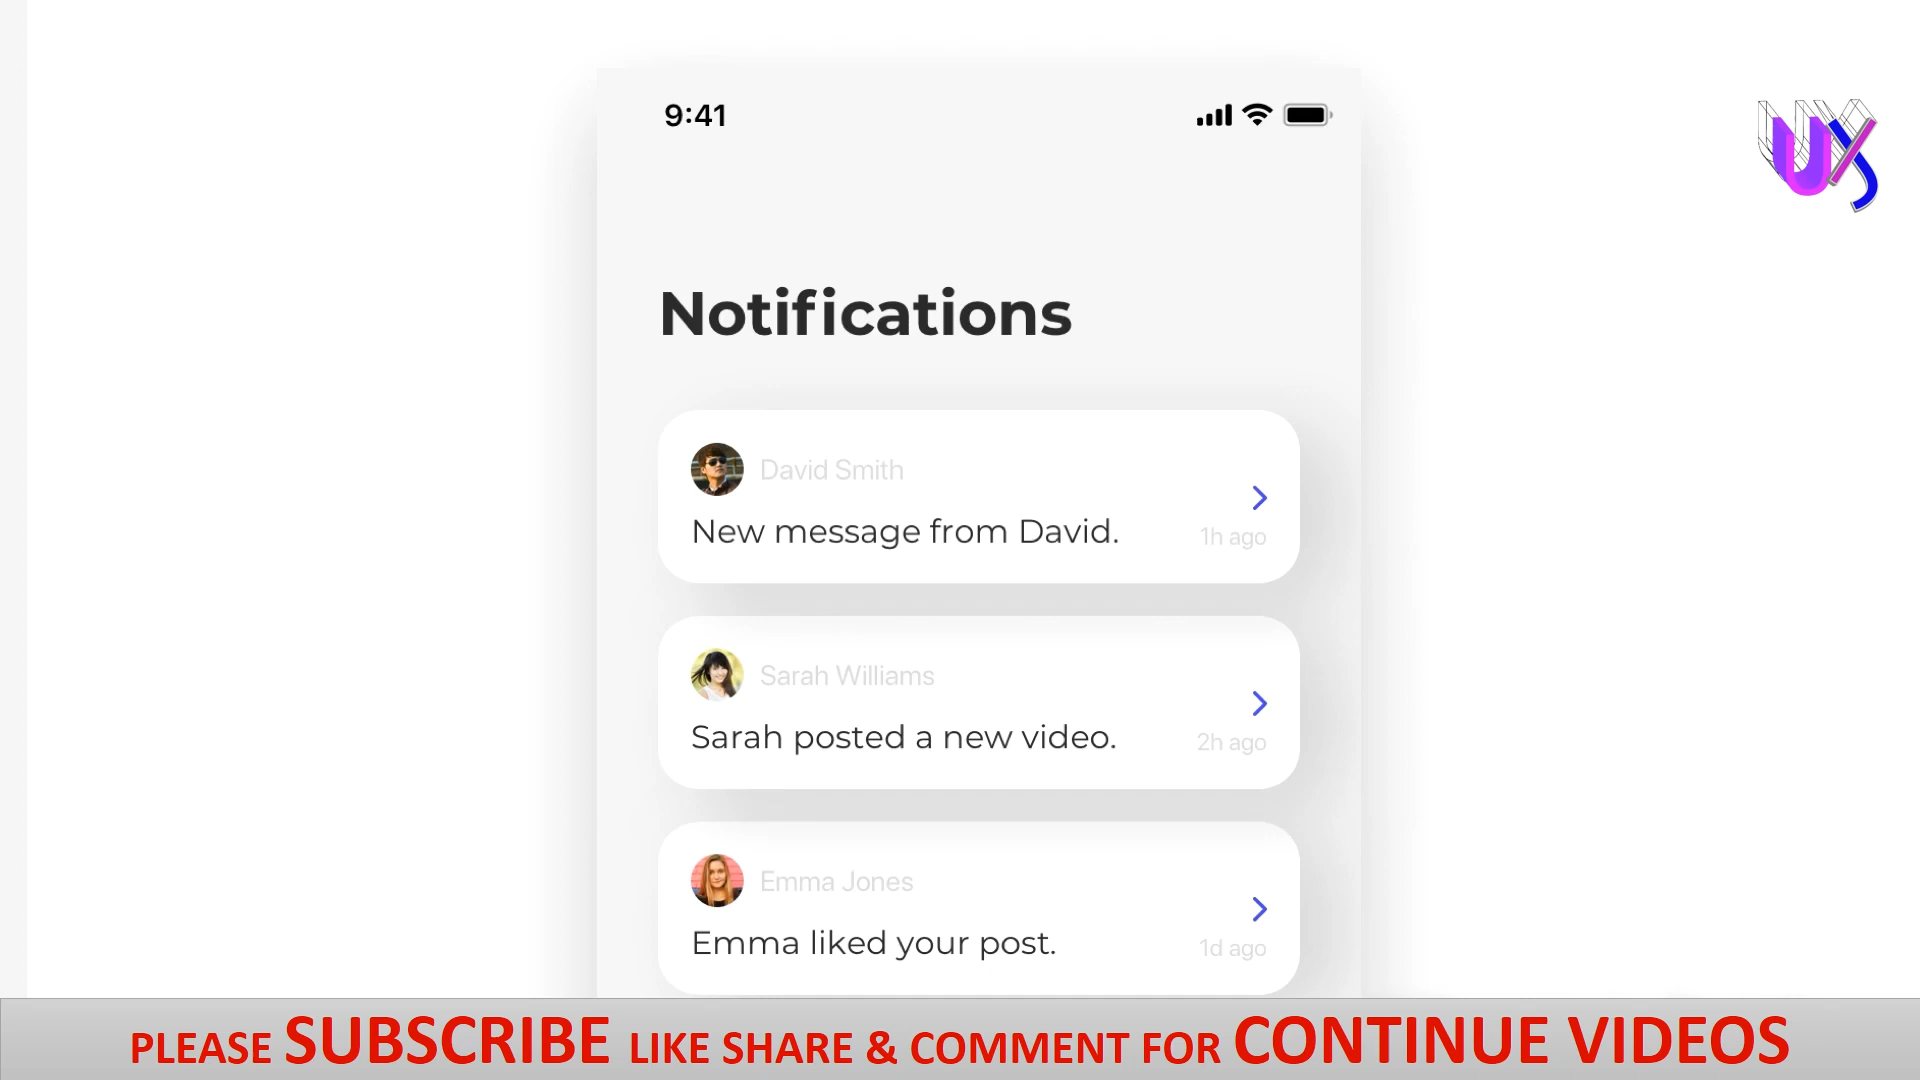 9:41
UX
Notifications
David Smith
New message from David.
1h ago
Sarah Williams
Sarah posted a new video.
2h ago
Emma Jones
Emma liked your post.
1d ago
PLEASE SUBSCRIBE LIKE SHARE & COMMENT FOR CONTINUE VIDEOS